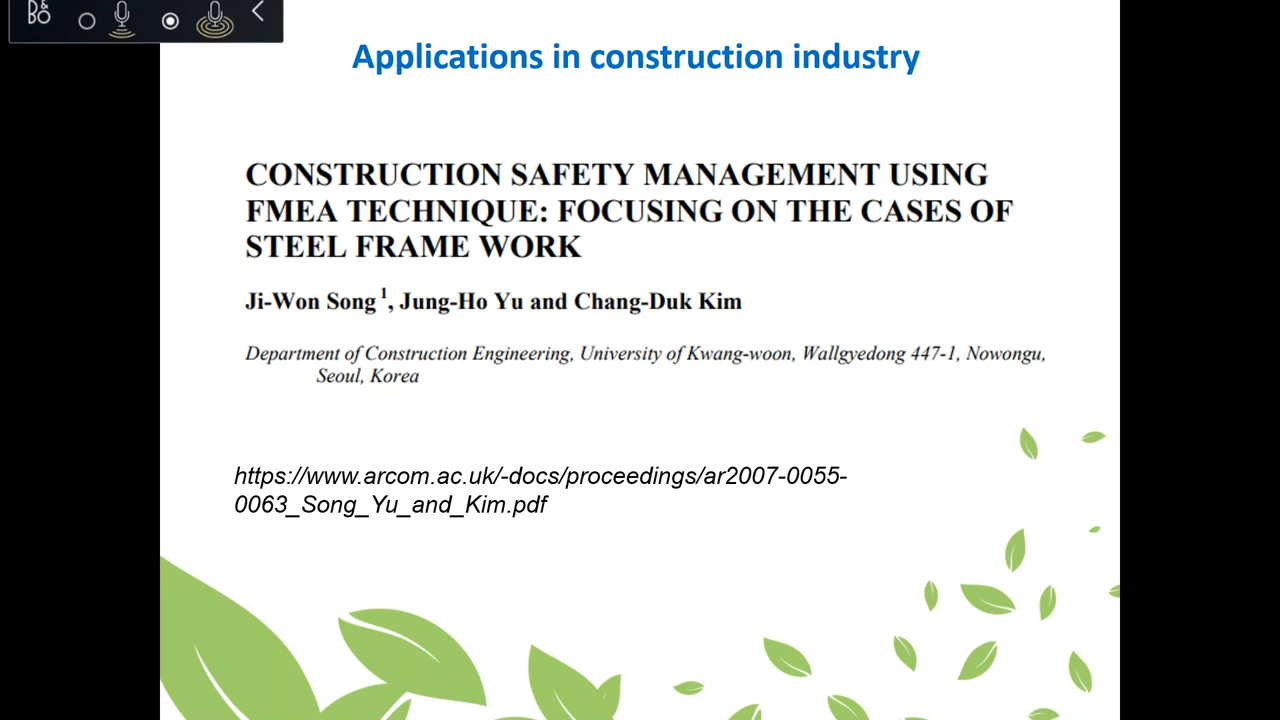 B&O
Applications in construction industry
CONSTRUCTION SAFETY MANAGEMENT USING
FMEA TECHNIQUE: FOCUSING ON THE CASES OF
STEEL FRAME WORK
Ji-Won Song 1, Jung-Ho Yu and Chang-Duk Kim
Department of Construction Engineering, University of Kwang-woon, Wallgyedong 447-1, Nowongu,
Seoul, Korea
https://www.arcom.ac.uk/-docs/proceedings/ar2007-0055-
0063_Song_Yu_and_Kim.pdf